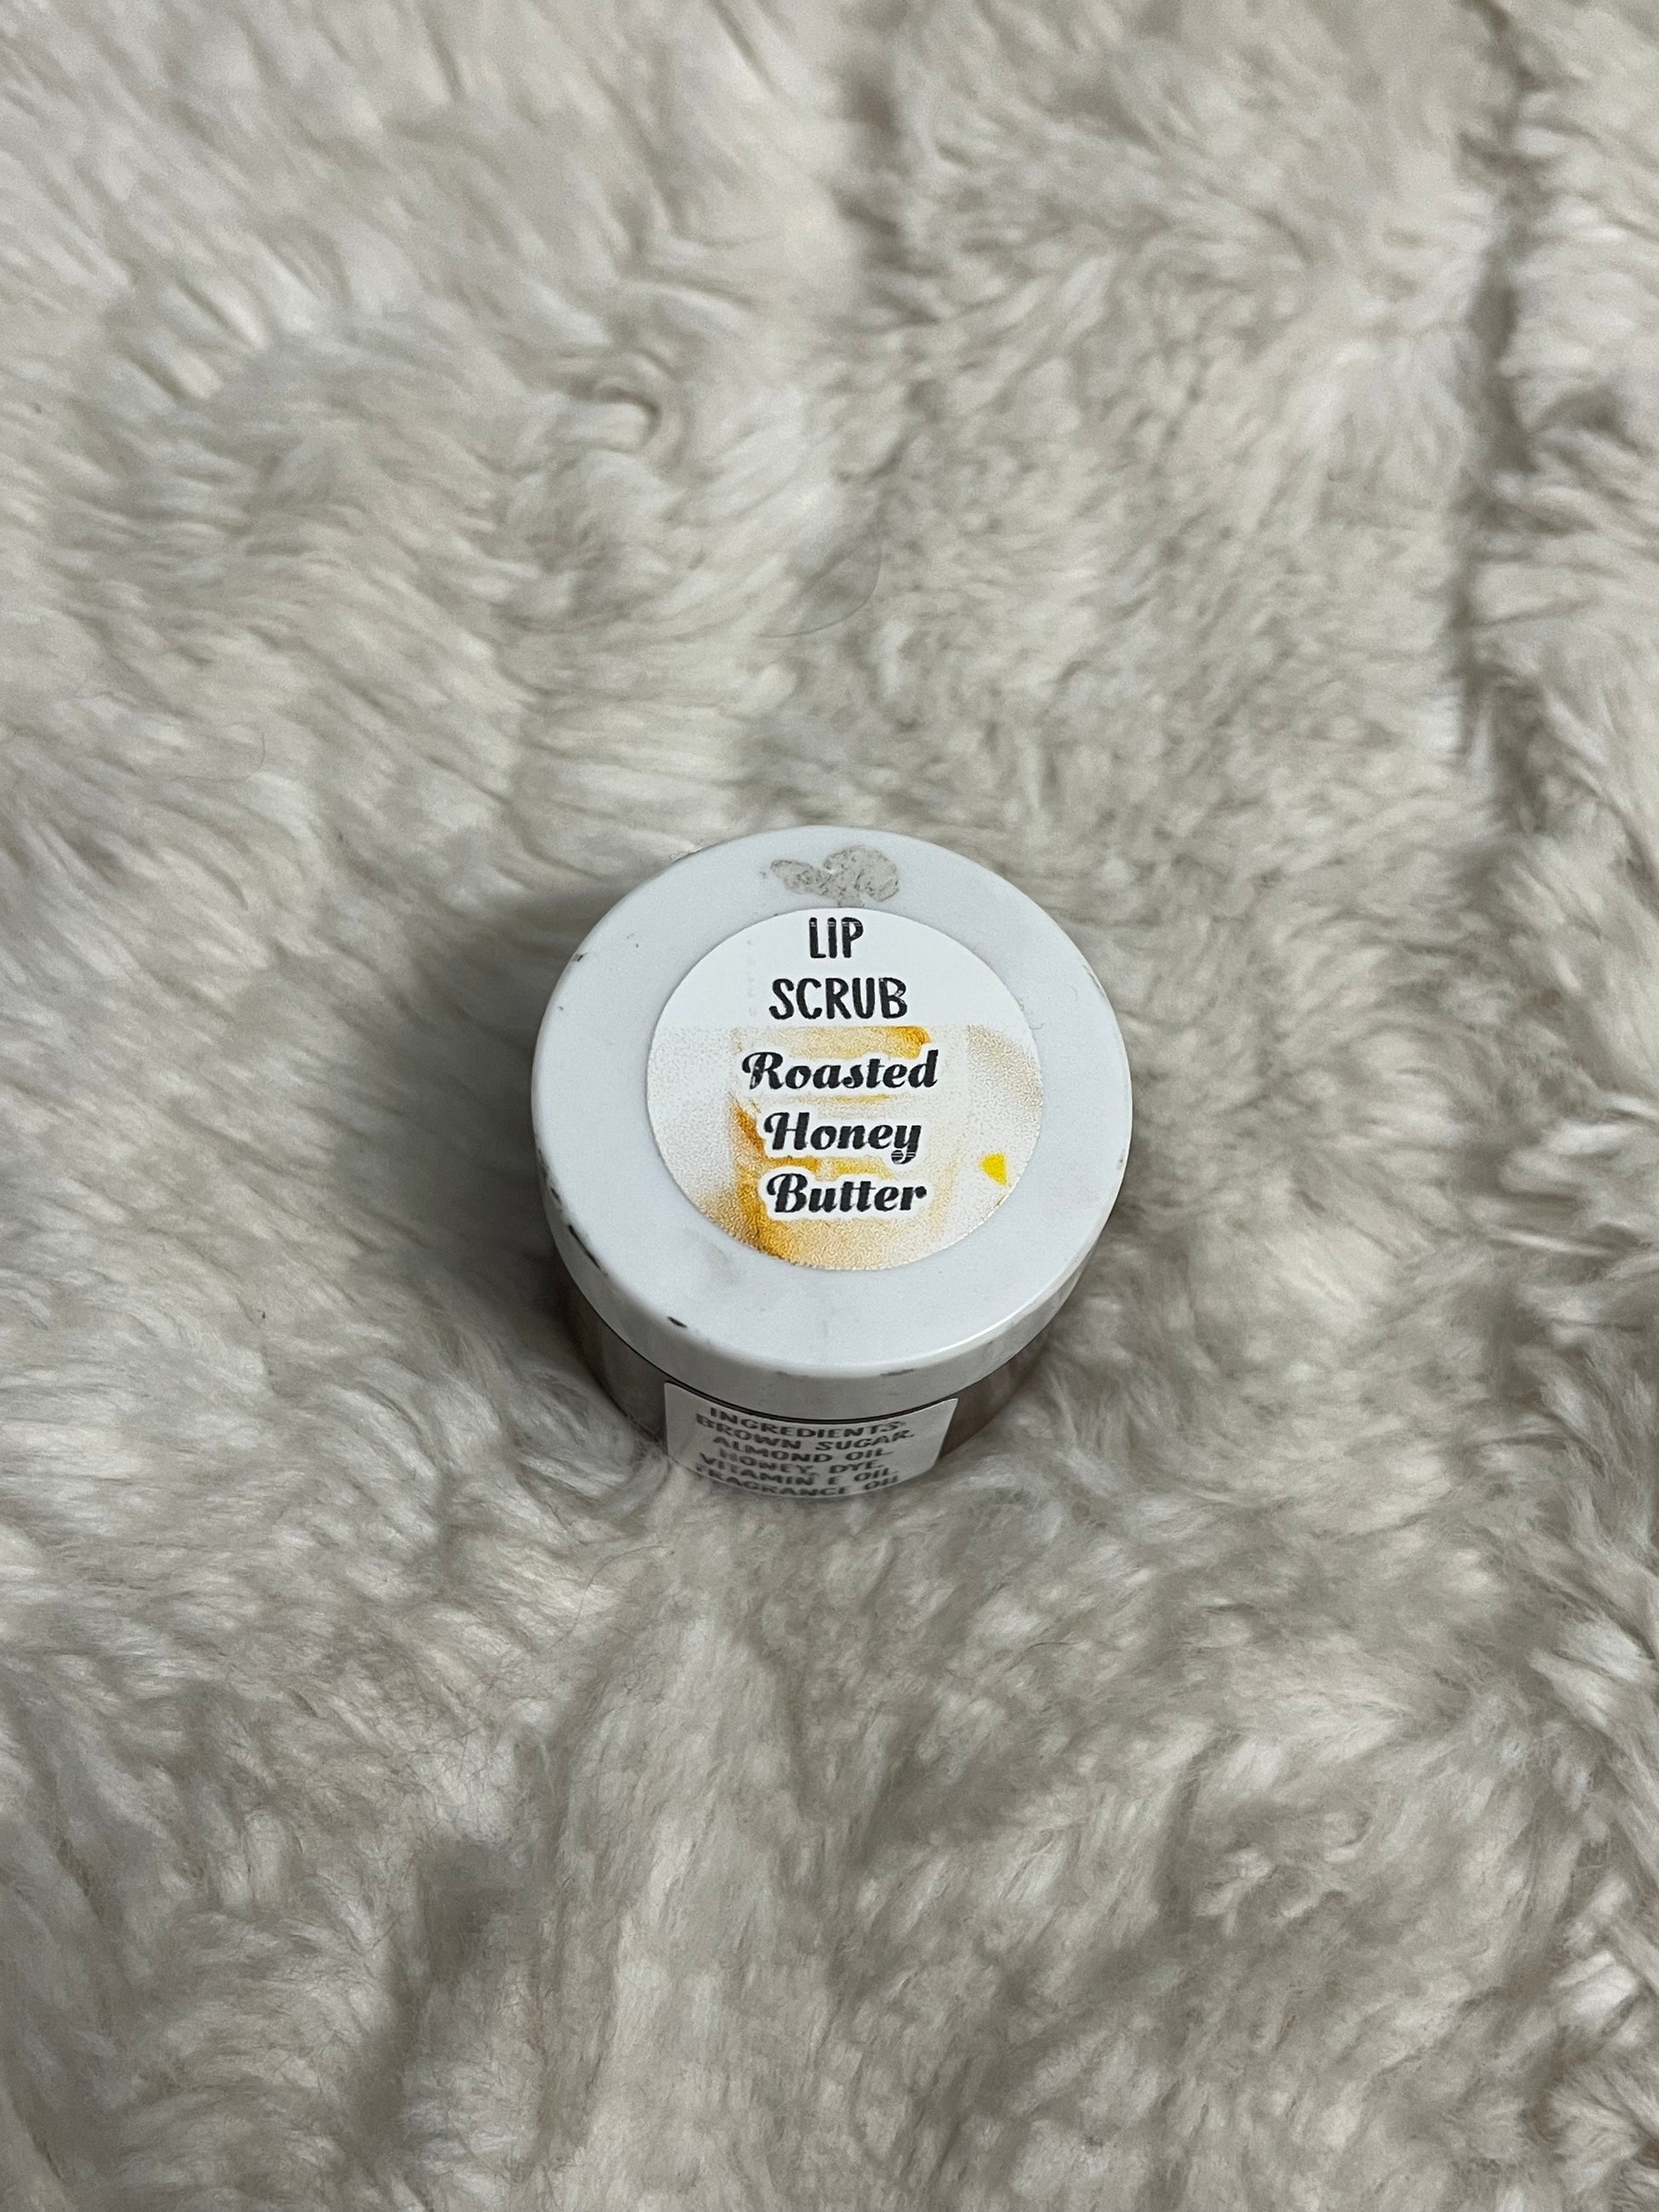 LIP
SCRUB
Roasted
Honey
Butter
INGREDIENTS:
BROWN SUGAR,
ALMOND OIL
HONEY, DYE,
VITAMIN E OIL,
FRAGRANCE OIL